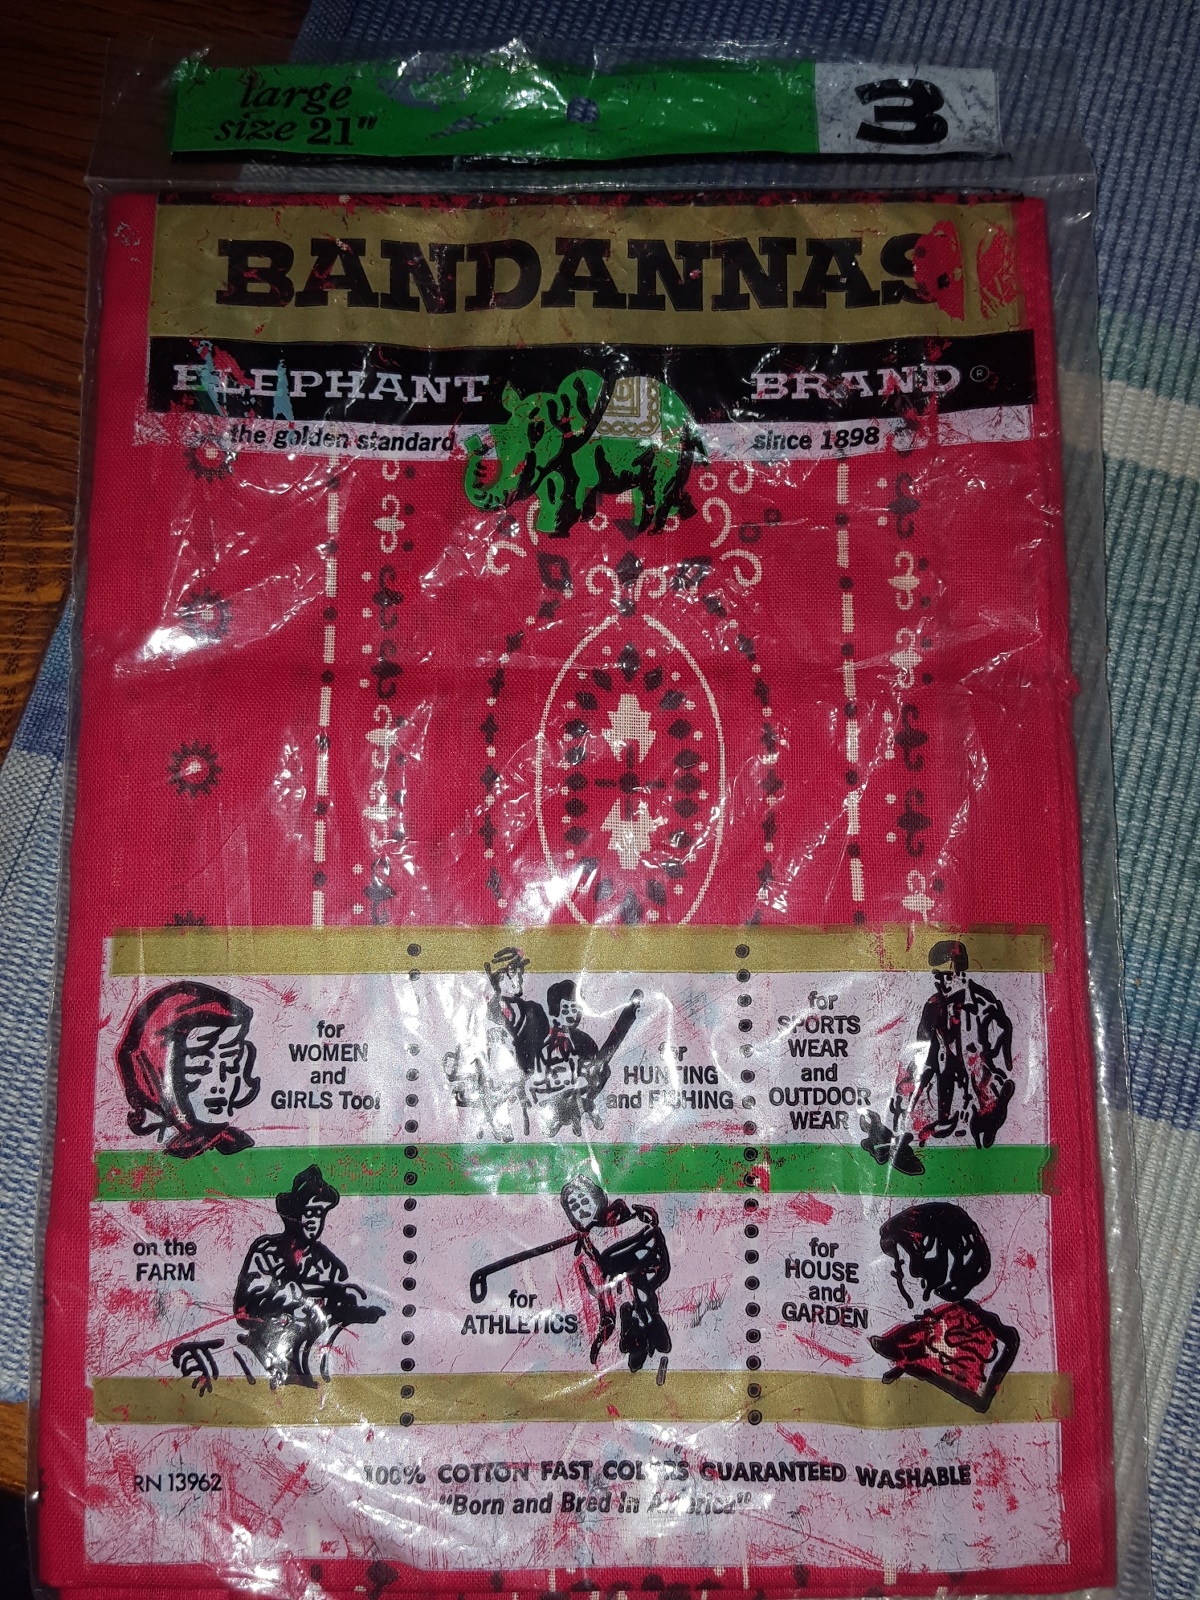 large
size 21"
3
BANDANNAS
ELEPHANT BRAND ®
the golden standard since 1898
for
WOMEN
and
GIRLS Too!
for
HUNTING
and FISHING
for
SPORTS
WEAR
and
OUTDOOR
WEAR
on the
FARM
for
ATHLETICS
for
HOUSE
and
GARDEN
RN 13962
100% COTTON FAST COLORS GUARANTEED WASHABLE
"Born and Bred in America"